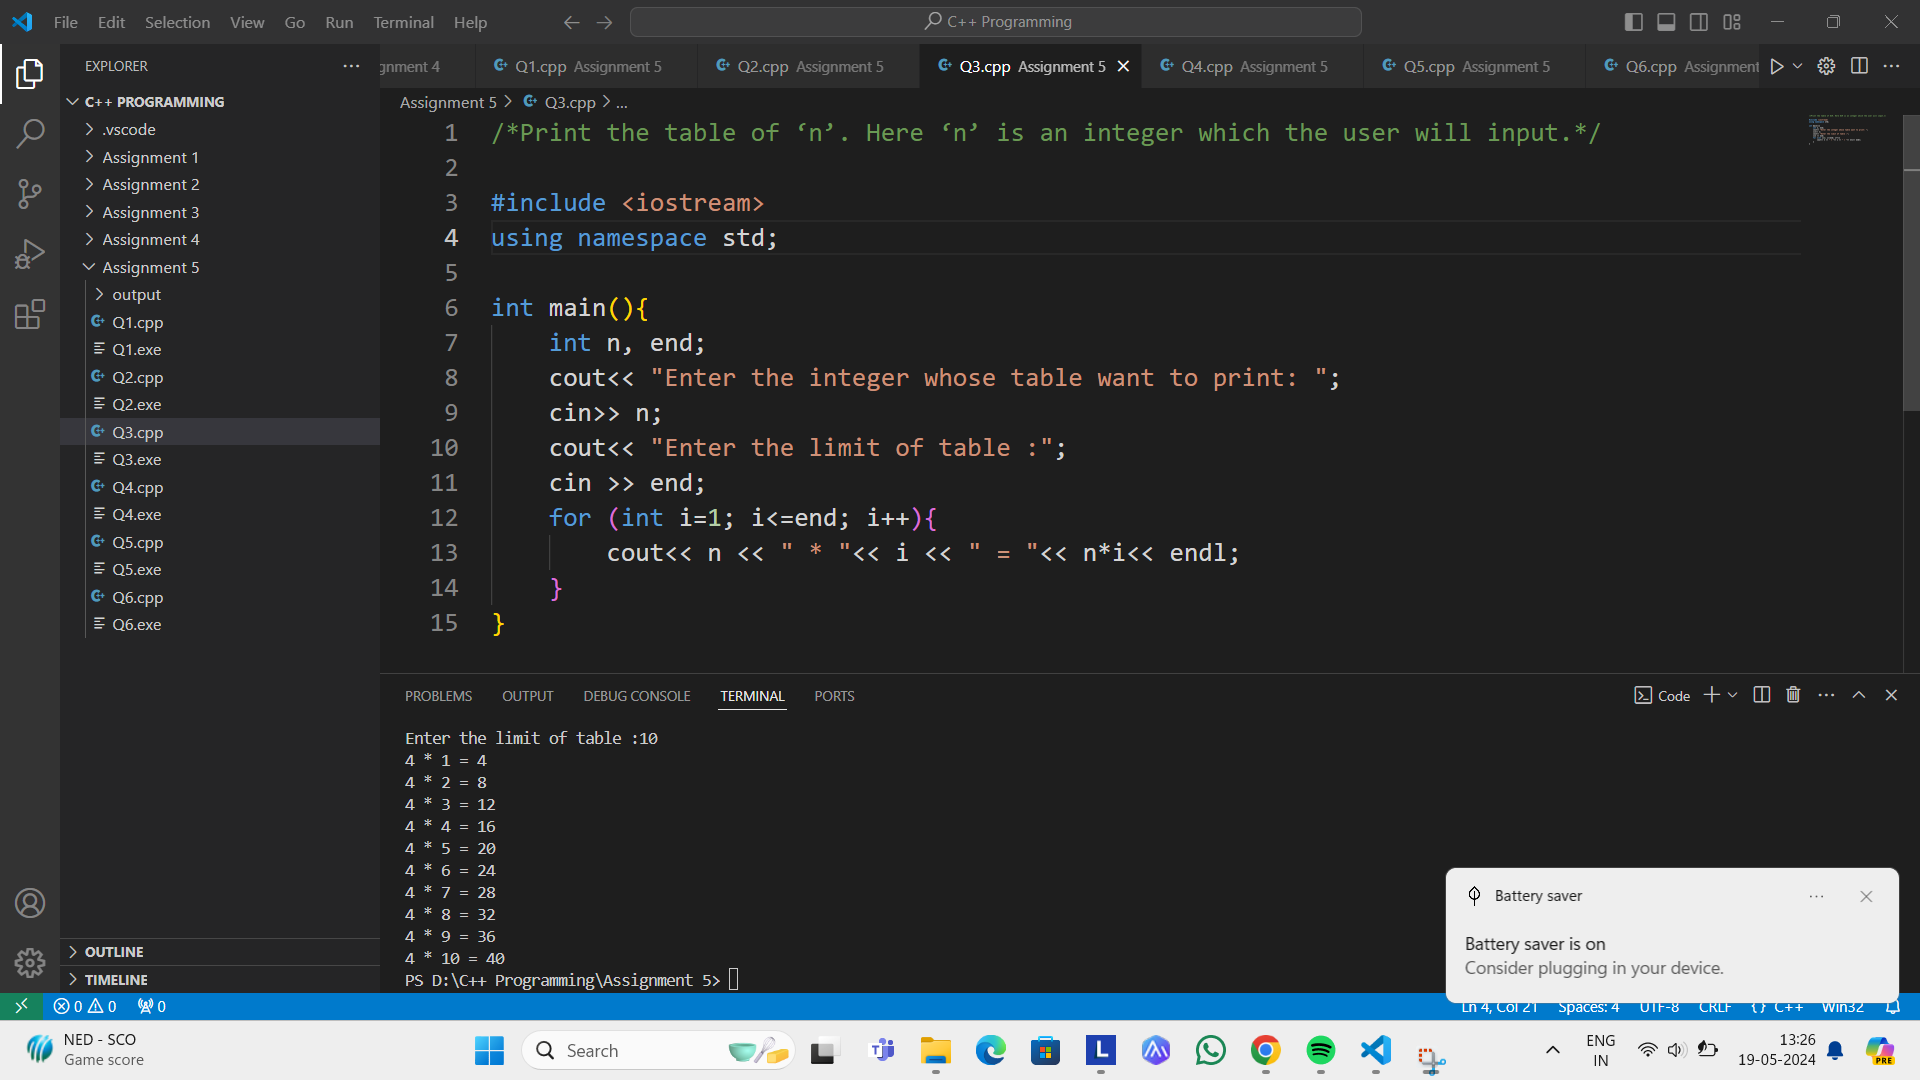 File Edit Selection View Go Run Terminal Help
C++ Programming
EXPLORER
C++ PROGRAMMING
.vscode
Assignment 1
Assignment 2
Assignment 3
Assignment 4
Assignment 5
output
Q1.cpp
Q1.exe
Q2.cpp
Q2.exe
Q3.cpp
Q3.exe
Q4.cpp
Q4.exe
Q5.cpp
Q5.exe
Q6.cpp
Q6.exe
OUTLINE
TIMELINE
gnment 4 Q1.cpp Assignment 5 Q2.cpp Assignment 5 Q3.cpp Assignment 5 Q4.cpp Assignment 5 Q5.cpp Assignment 5 Q6.cpp Assignment
Assignment 5 > Q3.cpp > ...
1 /*Print the table of ‘n’. Here ‘n’ is an integer which the user will input.*/
2
3 #include <iostream>
4 using namespace std;
5
6 int main(){
7 int n, end;
8 cout<< "Enter the integer whose table want to print: ";
9 cin>> n;
10 cout<< "Enter the limit of table :";
11 cin >> end;
12 for (int i=1; i<=end; i++){
13 cout<< n << " * "<< i << " = "<< n*i<< endl;
14 }
15 }
PROBLEMS OUTPUT DEBUG CONSOLE TERMINAL PORTS
Code
Enter the limit of table :10
4 * 1 = 4
4 * 2 = 8
4 * 3 = 12
4 * 4 = 16
4 * 5 = 20
4 * 6 = 24
4 * 7 = 28
4 * 8 = 32
4 * 9 = 36
4 * 10 = 40
PS D:\C++ Programming\Assignment 5>
Battery saver
Battery saver is on
Consider plugging in your device.
0 0 0
Ln 4, Col 21 Spaces: 4 UTF-8 CRLF {} C++ Win32
NED - SCO
Game score
Search
L
PRE
ENG
IN
13:26
19-05-2024